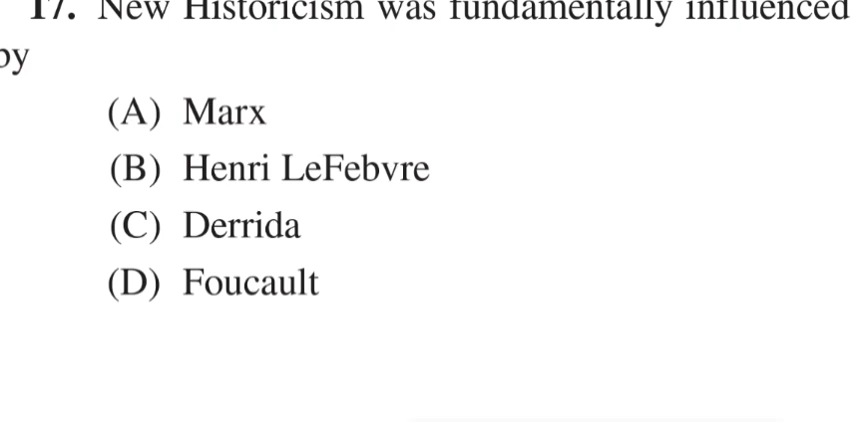 17. New Historicism was fundamentally influenced
by
(A) Marx
(B) Henri LeFebvre
(C) Derrida
(D) Foucault